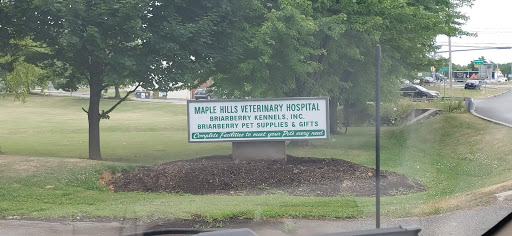 MAPLE HILLS VETERINARY HOSPITAL
BRIARBERRY KENNELS, INC.
BRIARBERRY PET SUPPLIES & GIFTS
Complete Facilities to meet your Pets every need